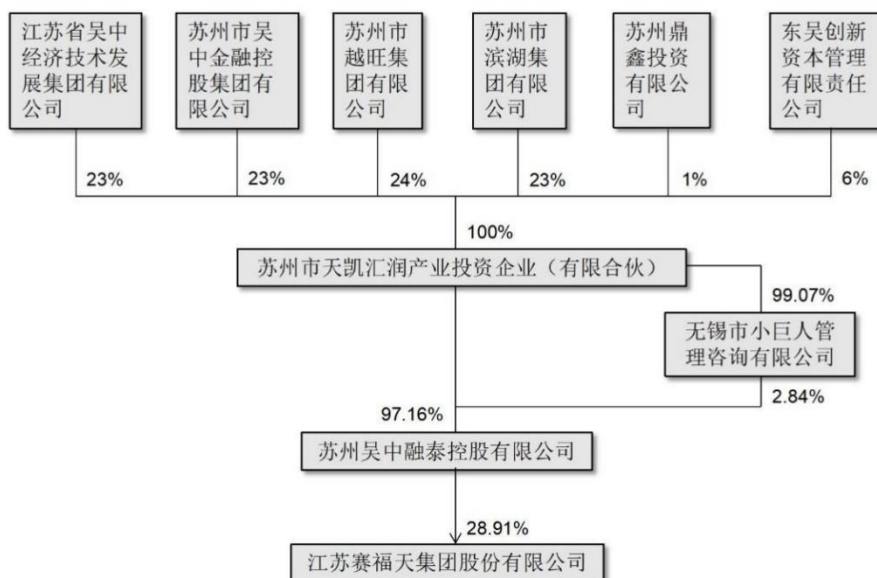 江苏省吴中
经济技术发
展集团有限
公司
苏州市吴
中金融控
股集团有
限公司
苏州市
越旺集
团有限
公司
苏州市
滨湖集
团有限
公司
苏州鼎
鑫投资
有限公
司
东吴创新
资本管理
有限责任
公司
23%
23%
24%
23%
1%
6%
100%
苏州市天凯汇润产业投资企业（有限合伙）
99.07%
无锡市小巨人管
理咨询有限公司
2.84%
97.16%
苏州吴中融泰控股有限公司
28.91%
江苏赛福天集团股份有限公司